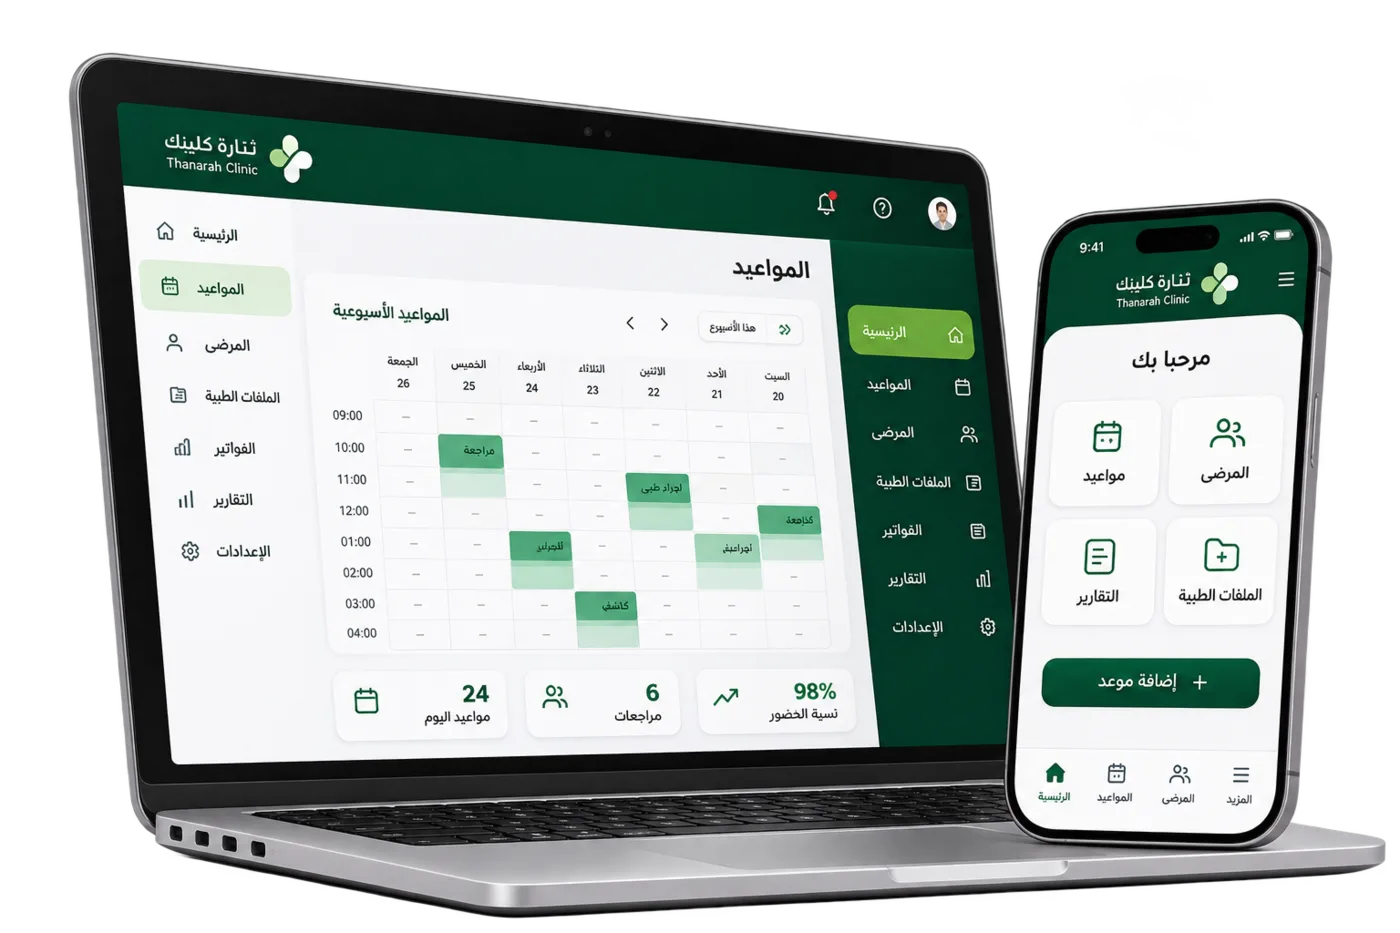 ثنارة كلينك
Thanarah Clinic
الرئيسية
المواعيد
المرضى
الملفات الطبية
الفواتير
التقارير
الإعدادات
المواعيد
المواعيد الأسبوعية
هذا
السبت 20
الأحد 21
الاثنين 22
الثلاثاء 23
الأربعاء 24
الخميس 25
الجمعة 26
09:00
10:00
مراجعة
11:00
12:00
01:00
02:00
03:00
04:00
98%
نسبة الحضور
6
مراجعات
24
مواعيد اليوم
الرئيسية
المواعيد
المرضى
الملفات الطبية
الفواتير
التقارير
الإعدادات
9:41
ثنارة كلينك
Thanarah Clinic
مرحبا بك
المرضى
مواعيد
الملفات الطبية
التقارير
+ إضافة موعد
المزيد
المرضى
المواعيد
الرئيسية